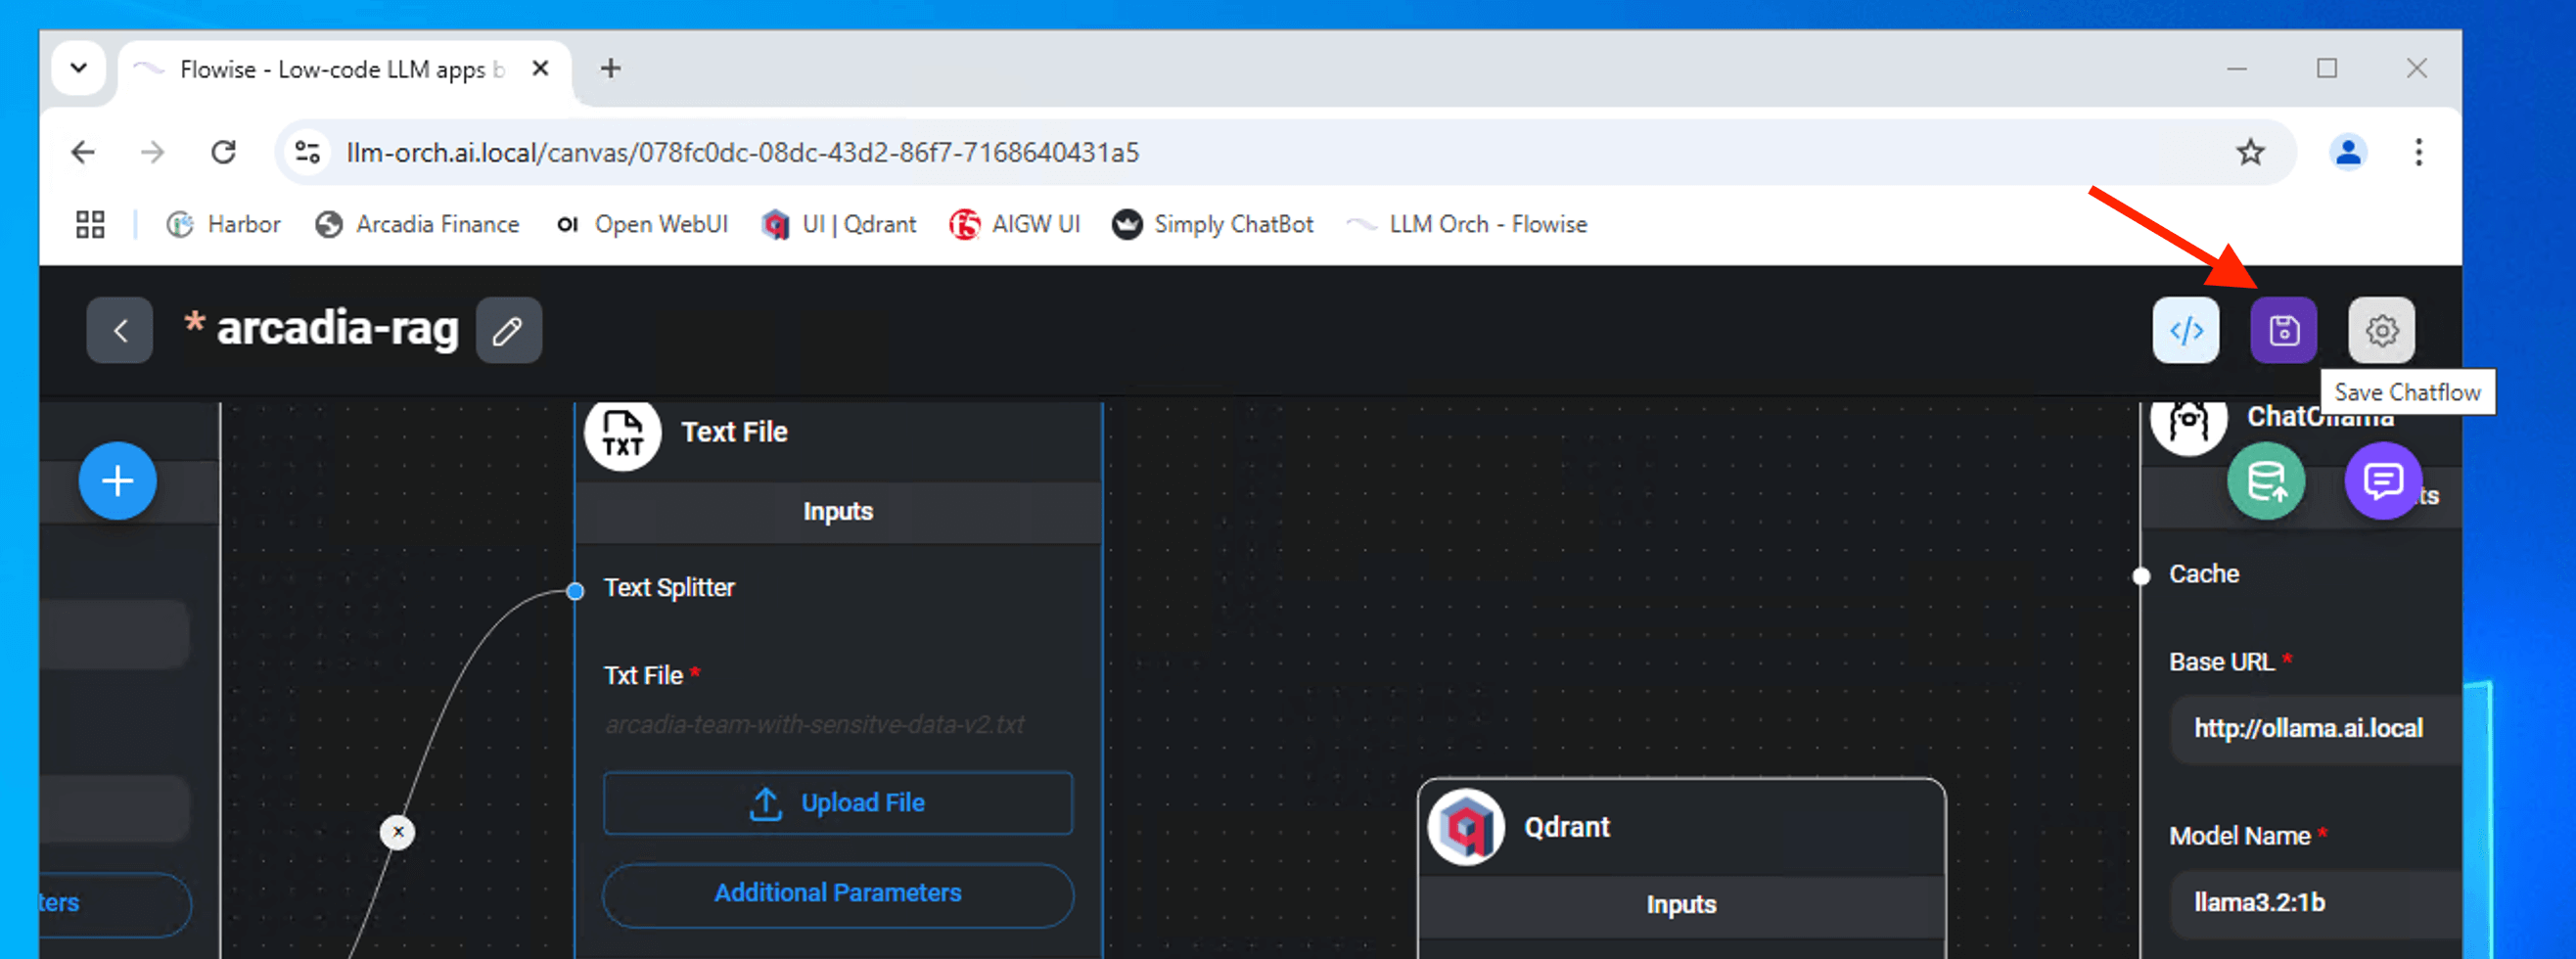 Flowise - Low-code LLM apps b
llm-orch.ai.local/canvas/078fc0dc-08dc-43d2-86f7-7168640431a5
Harbor
Arcadia Finance
OI Open WebUI
UI | Qdrant
f5 AIGW UI
Simply ChatBot
LLM Orch - Flowise
* arcadia-rag
</>
Save Chatflow
TXT Text File
Inputs
Text Splitter
Txt File *
arcadia-team-with-sensitve-data-v2.txt
Upload File
Additional Parameters
ters
Qdrant
Inputs
ChatOllama
ts
Cache
Base URL *
http://ollama.ai.local
Model Name *
llama3.2:1b